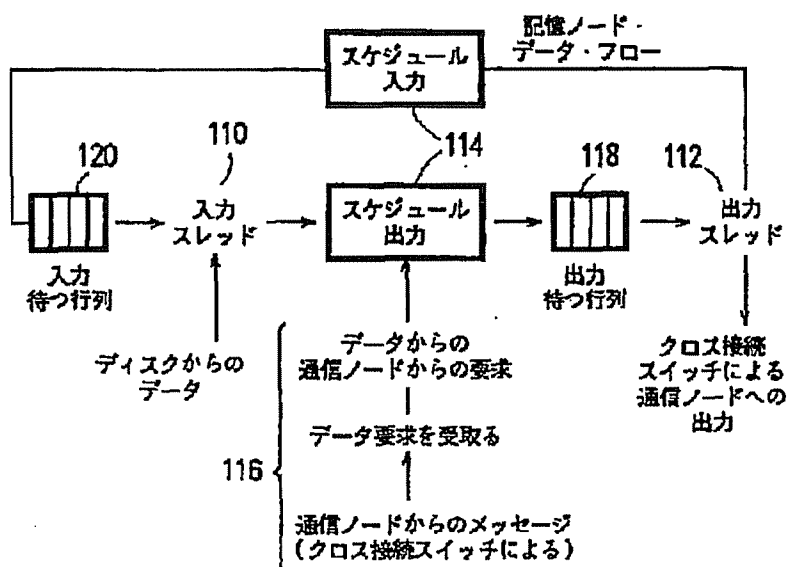 記憶ノード・
データ・フロー
スケジュール
入力
114
120
110
118
112
入力
スレッド
スケジュール
出力
出力
スレッド
入力
待つ行列
出力
待つ行列
ディスクからの
データ
データからの
通信ノードからの要求
クロス接続
スイッチによる
通信ノードへの
出力
データ要求を受取る
116
通信ノードからのメッセージ
(クロス接続スイッチによる)